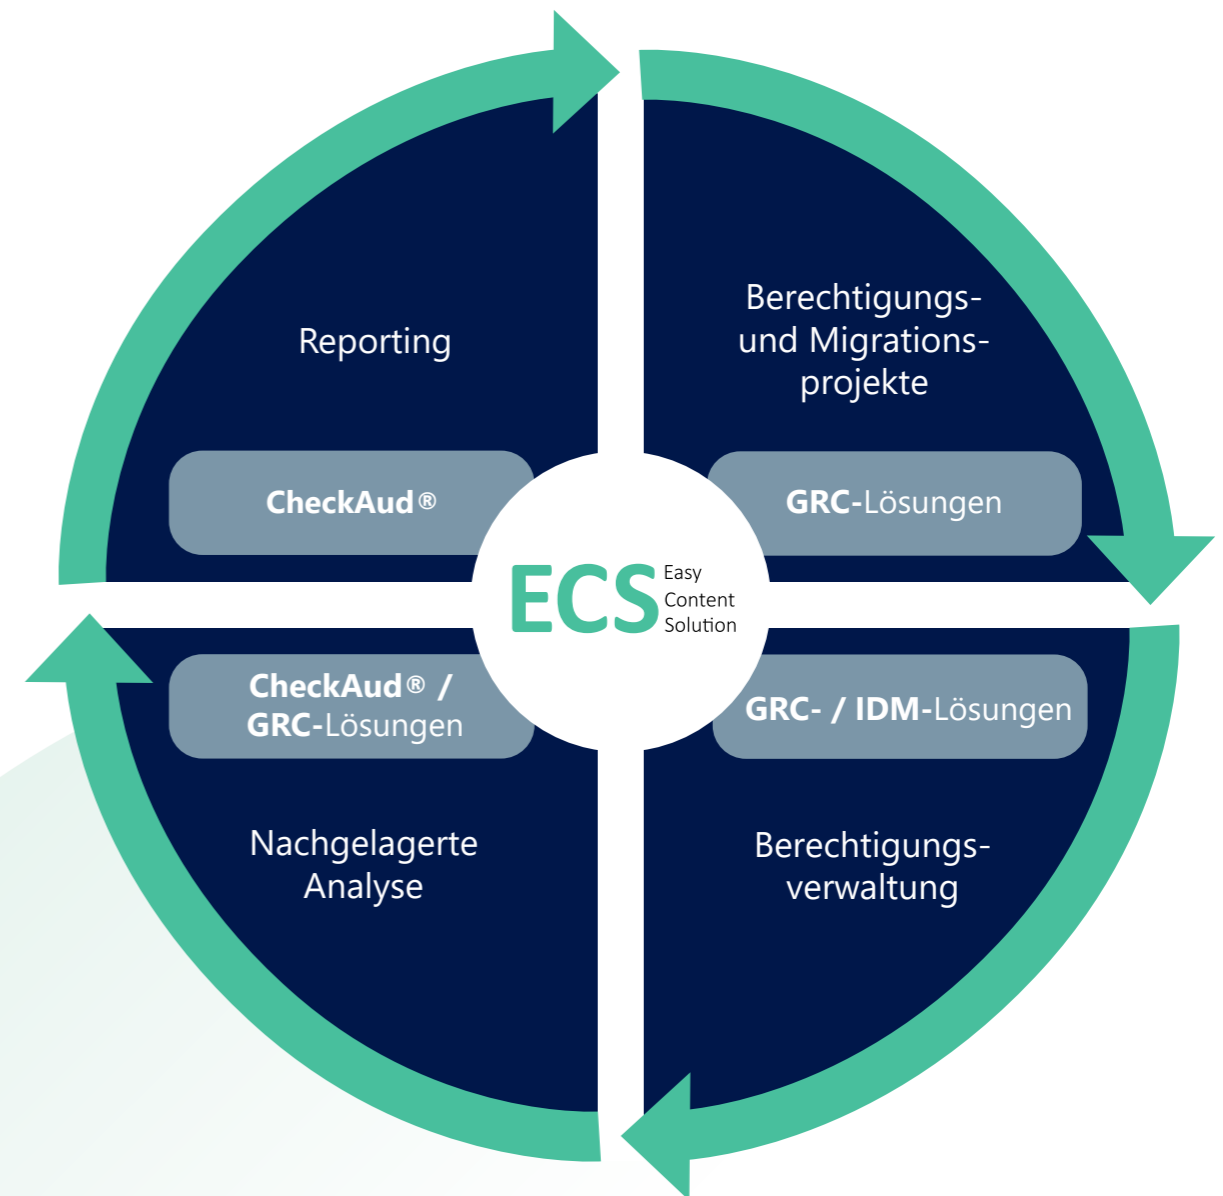 Reporting
CheckAud®
Berechtigungs-
und Migrations-
projekte
GRC-Lösungen
ECS
Easy
Content
Solution
CheckAud® /
GRC-Lösungen
Nachgelagerte
Analyse
GRC- / IDM-Lösungen
Berechtigungs-
verwaltung